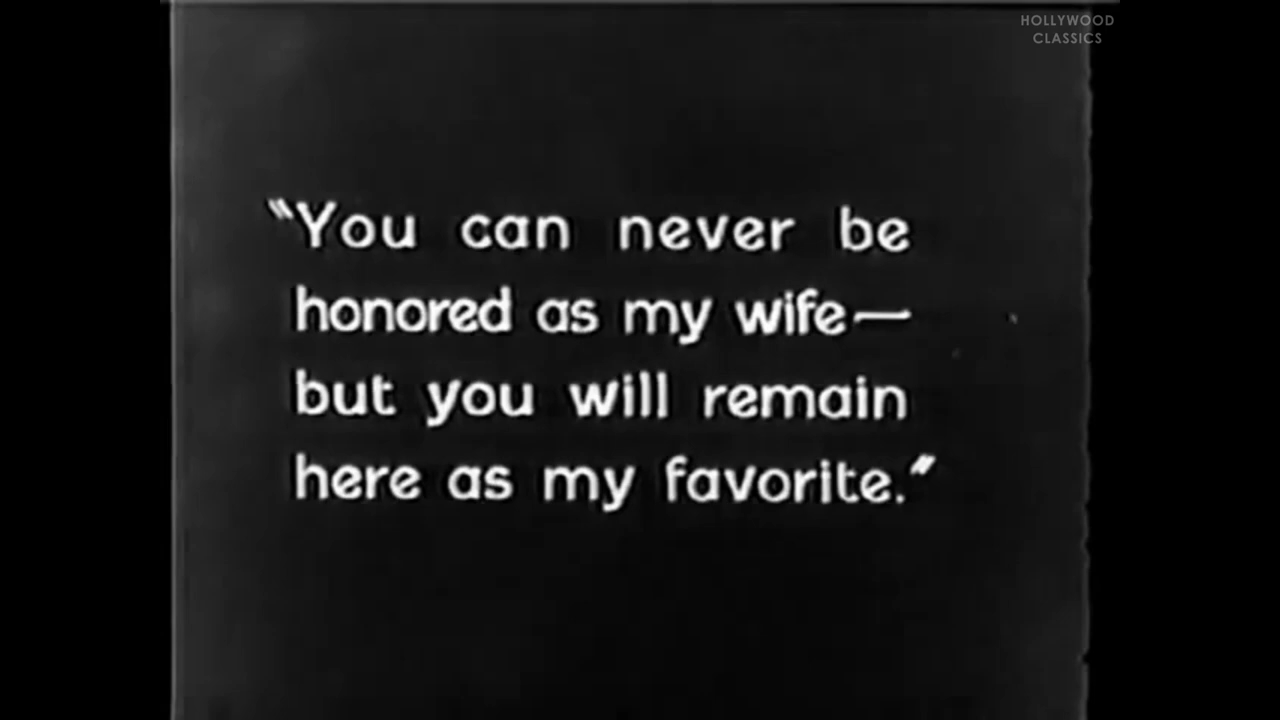 HOLLYWOOD
CLASSICS
"You can never be
honored as my wife—
but you will remain
here as my favorite."